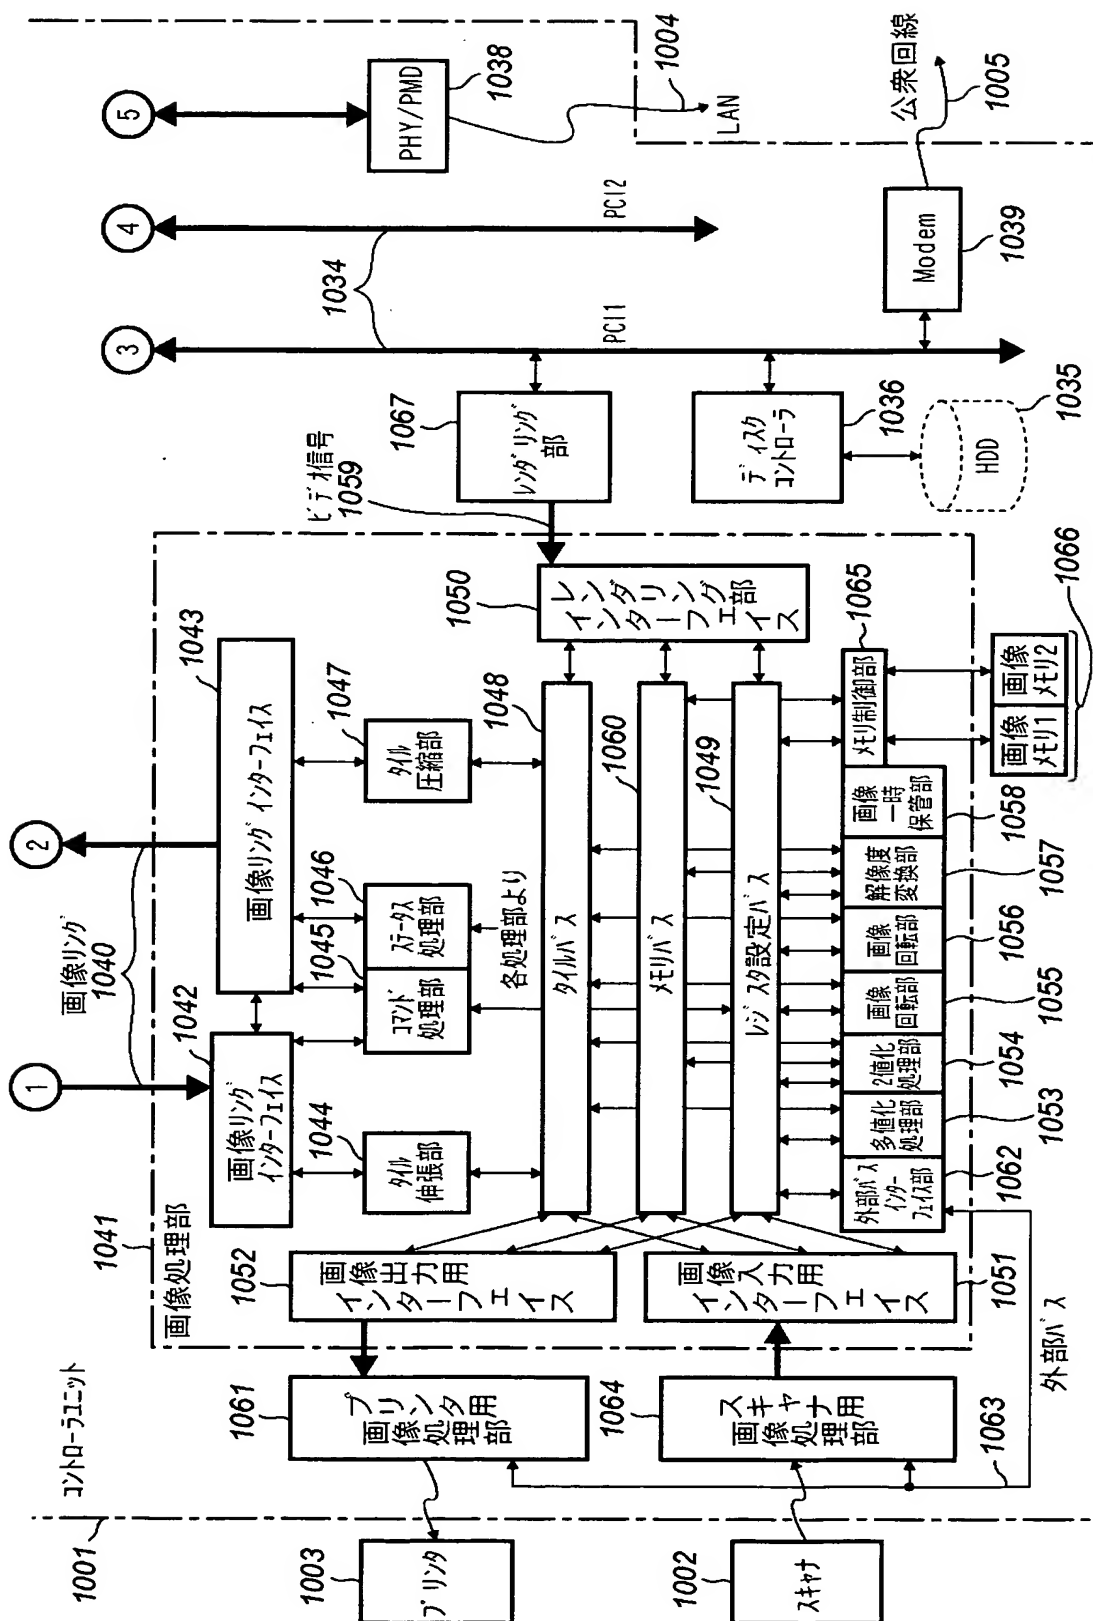 1001
コントローラユニット
1003
プリンタ
1002
スキャナ
1061
プリンタ用
画像処理部
1064
スキャナ用
画像処理部
1063
外部バス
1041
画像処理部
1052
画像出力用
インターフェイス
1051
画像入力用
インターフェイス
1
2
画像リング
1040
1042
画像リング
インターフェイス
1043
画像リングインターフェイス
1044
タイル
伸張部
1045
コマンド
処理部
1046
ステータス
処理部
1047
タイル
圧縮部
各処理部より
1048
タイルバス
1060
メモリバス
1049
レジスタ設定バス
1050
レンダリング部
インターフェイス
外部バス
インター
フェイス部
1062
多値化
処理部
1053
2値化
処理部
1054
画像
回転部
1055
画像
回転部
1056
解像度
変換部
1057
画像
一時
保管部
1058
メモリ制御部
1065
画像
メモリ1
画像
メモリ2
1066
ビデオ信号
1059
1067
レンダリング
部
ディスク
コントローラ
1036
HDD
1035
3
PCI1
1034
4
PCI2
5
PHY/PMD
1038
1004
LAN
Modem
1039
公衆回線
1005